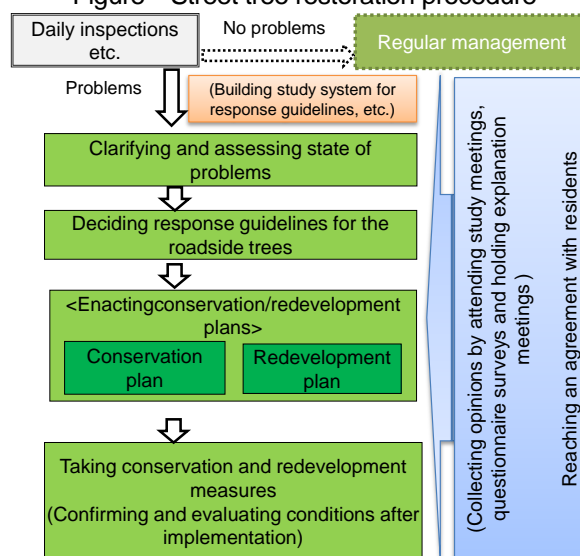 Figure Street tree restoration procedure
Daily inspections
etc.
No problems
Regular management
Problems
(Building study system for
response guidelines, etc.)
Clarifying and assessing state of
problems
Deciding response guidelines for the
roadside trees
<Enactingconservation/redevelopment
plans>
Conservation
plan
Redevelopment
plan
Taking conservation and redevelopment
measures
(Confirming and evaluating conditions after
implementation)
(Collecting opinions by attending study meetings,
questionnaire surveys and holding explanation
meetings )
Reaching an agreement with residents